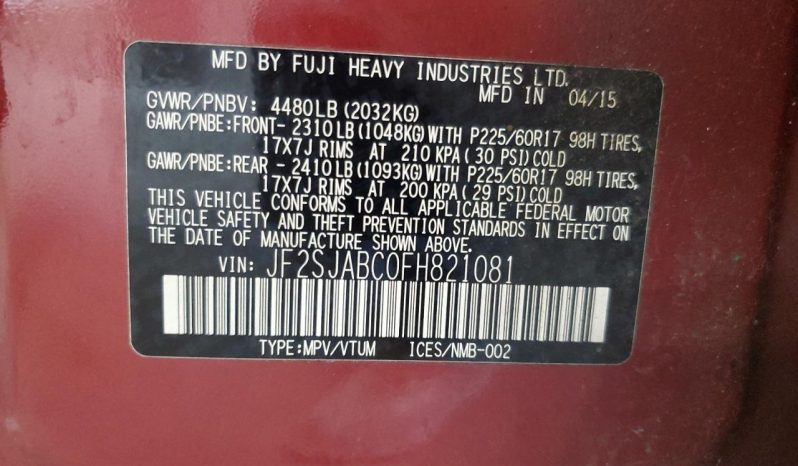 MFD BY FUJI HEAVY INDUSTRIES LTD.
MFD IN 04/15
GVWR/PNBV: 4480LB(2032KG)
GAWR/PNBE:FRONT- 2310LB(1048KG)WITH P225/60R17 98H TIRES,
17X7J RIMS AT 210 KPA( 30 PSI)COLD
GAWR/PNBE:REAR - 2410LB(1093KG)WITH P225/60R17 98H TIRES,
17X7J RIMS AT 200 KPA( 29 PSI)COLD
THIS VEHICLE CONFORMS TO ALL APPLICABLE FEDERAL MOTOR
VEHICLE SAFETY AND THEFT PREVENTION STANDARDS IN EFFECT ON
THE DATE OF MANUFACTURE SHOWN ABOVE.
VIN: JF2SJABC0FH821081
TYPE:MPV/VTUM ICES/NMB-002